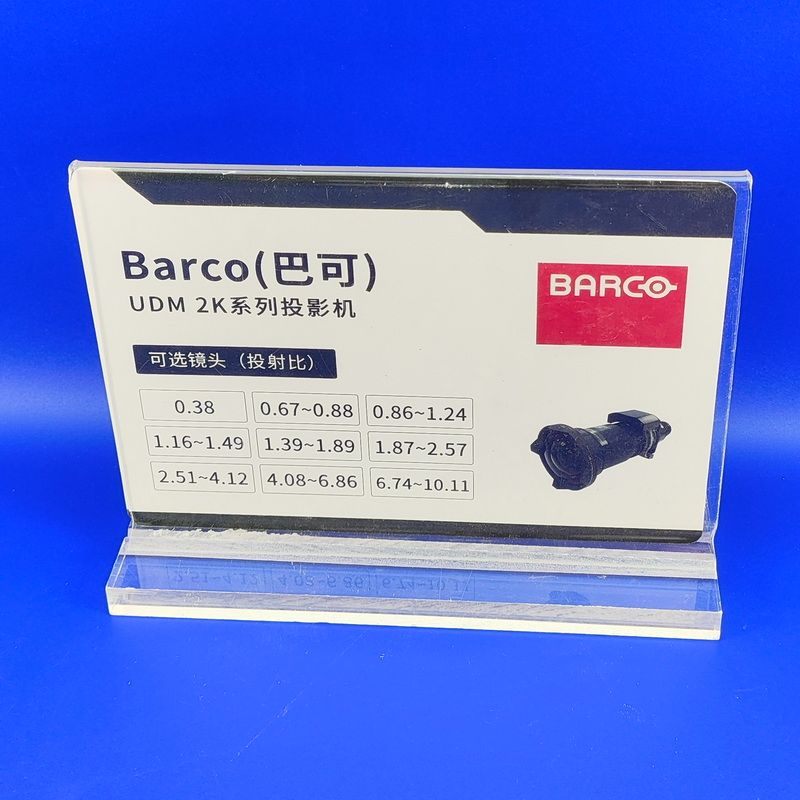 Barco(巴可)
UDM 2K系列投影机
BARCO
可选镜头（投射比）
0.38 0.67~0.88 0.86~1.24
1.16~1.49 1.39~1.89 1.87~2.57
2.51~4.12 4.08~6.86 6.74~10.11